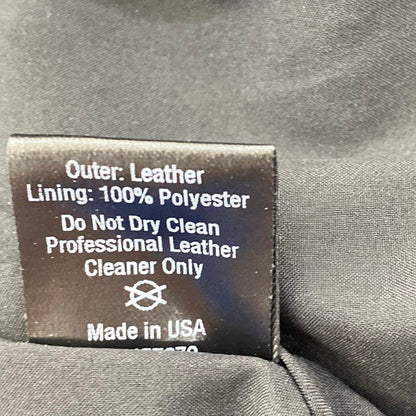 Outer: Leather
Lining: 100% Polyester
Do Not Dry Clean
Professional Leather
Cleaner Only
Made in USA